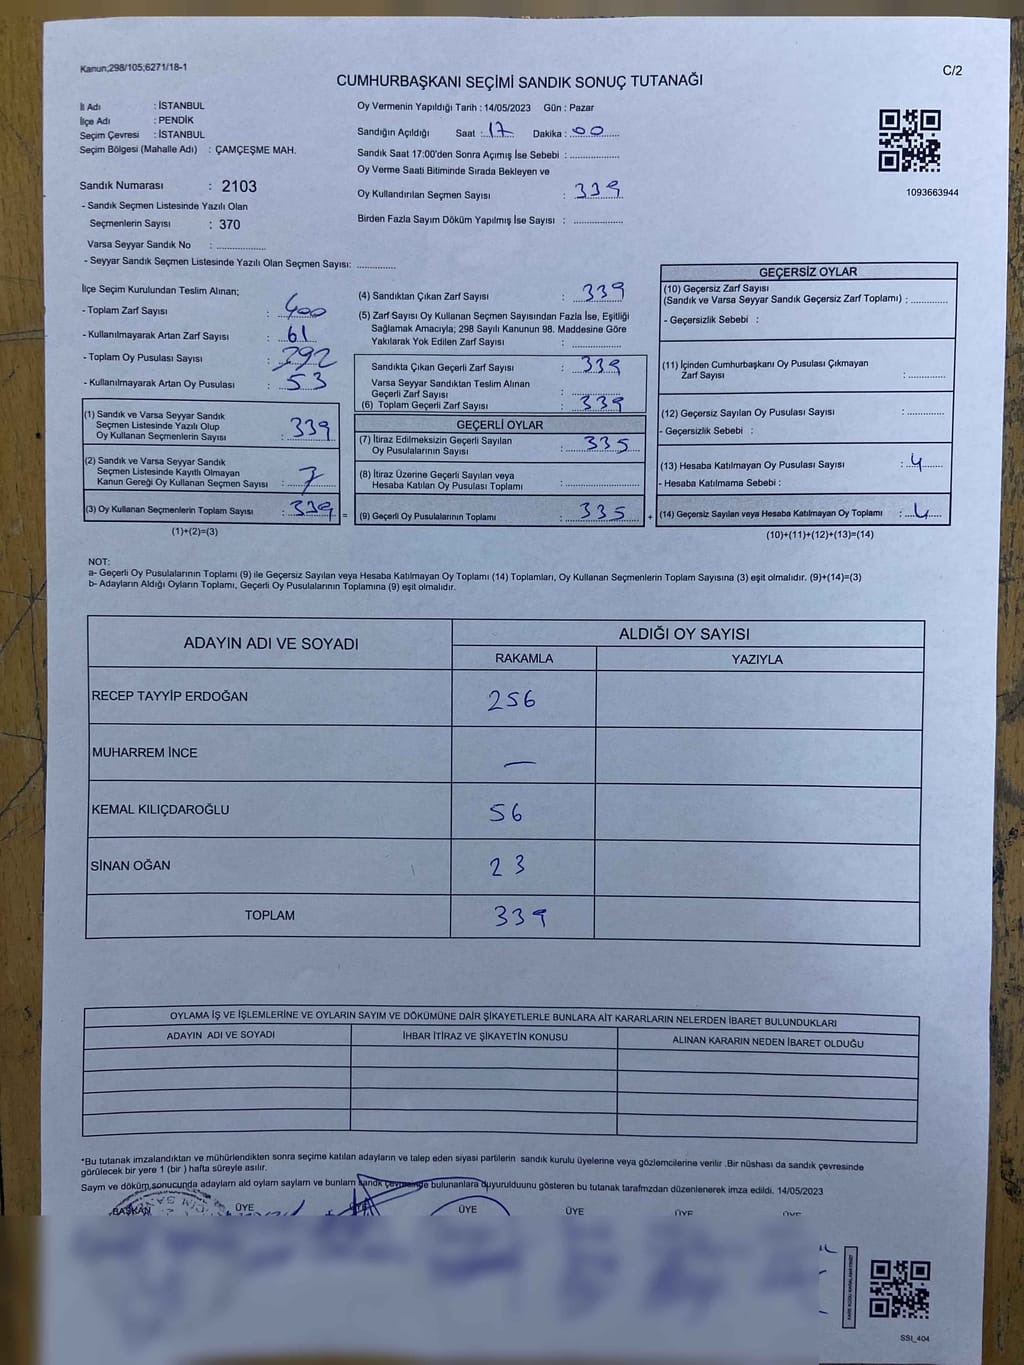 Kanun;298/105;6271/18-1
C/2
CUMHURBAŞKANI SEÇİMİ SANDIK SONUÇ TUTANAĞI
İl Adı : İSTANBUL
İlçe Adı : PENDİK
Seçim Çevresi : İSTANBUL
Seçim Bölgesi (Mahalle Adı) : ÇAMÇEŞME MAH.
Sandık Numarası : 2103
- Sandık Seçmen Listesinde Yazılı Olan
Seçmenlerin Sayısı : 370
Varsa Seyyar Sandık No : ................
- Seyyar Sandık Seçmen Listesinde Yazılı Olan Seçmen Sayısı: .............
Oy Vermenin Yapıldığı Tarih : 14/05/2023 Gün : Pazar
Sandığın Açıldığı Saat : 17 Dakika : 00
Sandık Saat 17:00'den Sonra Açımış İse Sebebi : ................
Oy Verme Saati Bitiminde Sırada Bekleyen ve
Oy Kullandırılan Seçmen Sayısı : 339
Birden Fazla Sayım Döküm Yapılmış İse Sayısı : ................
1093663944
İlçe Seçim Kurulundan Teslim Alınan;
- Toplam Zarf Sayısı : 400
- Kullanılmayarak Artan Zarf Sayısı : 61
- Toplam Oy Pusulası Sayısı : 392
- Kullanılmayarak Artan Oy Pusulası : 53
(1) Sandık ve Varsa Seyyar Sandık
Seçmen Listesinde Yazılı Olup
Oy Kullanan Seçmenlerin Sayısı : 339
(2) Sandık ve Varsa Seyyar Sandık
Seçmen Listesinde Kayıtlı Olmayan
Kanun Gereği Oy Kullanan Seçmen Sayısı : 7
(3) Oy Kullanan Seçmenlerin Toplam Sayısı : 339 =
(1)+(2)=(3)
(4) Sandıktan Çıkan Zarf Sayısı : 339
(5) Zarf Sayısı Oy Kullanan Seçmen Sayısından Fazla İse, Eşitliği
Sağlamak Amacıyla; 298 Sayılı Kanunun 98. Maddesine Göre
Yakılarak Yok Edilen Zarf Sayısı : ................
Sandıkta Çıkan Geçerli Zarf Sayısı : 339
Varsa Seyyar Sandıktan Teslim Alınan
Geçerli Zarf Sayısı : ................
(6) Toplam Geçerli Zarf Sayısı : 339
GEÇERLİ OYLAR
(7) İtiraz Edilmeksizin Geçerli Sayılan
Oy Pusulalarının Sayısı : 335
(8) İtiraz Üzerine Geçerli Sayılan veya
Hesaba Katılan Oy Pusulası Toplamı : ................
(9) Geçerli Oy Pusulalarının Toplamı : 335 +
GEÇERSİZ OYLAR
(10) Geçersiz Zarf Sayısı
(Sandık ve Varsa Seyyar Sandık Geçersiz Zarf Toplamı) : ............
- Geçersizlik Sebebi :
(11) İçinden Cumhurbaşkanı Oy Pusulası Çıkmayan
Zarf Sayısı : ............
(12) Geçersiz Sayılan Oy Pusulası Sayısı : ............
- Geçersizlik Sebebi :
(13) Hesaba Katılmayan Oy Pusulası Sayısı : 4
- Hesaba Katılmama Sebebi :
(14) Geçersiz Sayılan veya Hesaba Katılmayan Oy Toplamı : 4
(10)+(11)+(12)+(13)=(14)
NOT:
a- Geçerli Oy Pusulalarının Toplamı (9) ile Geçersiz Sayılan veya Hesaba Katılmayan Oy Toplamı (14) Toplamları, Oy Kullanan Seçmenlerin Toplam Sayısına (3) eşit olmalıdır. (9)+(14)=(3)
b- Adayların Aldığı Oyların Toplamı, Geçerli Oy Pusulalarının Toplamına (9) eşit olmalıdır.
ADAYIN ADI VE SOYADI ALDIĞI OY SAYISI
RAKAMLA YAZIYLA
RECEP TAYYİP ERDOĞAN 256
MUHARREM İNCE —
KEMAL KILIÇDAROĞLU 56
SİNAN OĞAN 23
TOPLAM 339
OYLAMA İŞ VE İŞLEMLERİNE VE OYLARIN SAYIM VE DÖKÜMÜNE DAİR ŞİKAYETLERLE BUNLARA AİT KARARLARIN NELERDEN İBARET BULUNDUKLARI
ADAYIN ADI VE SOYADI İHBAR İTİRAZ VE ŞİKAYETİN KONUSU ALINAN KARARIN NEDEN İBARET OLDUĞU
*Bu tutanak imzalandıktan ve mühürlendikten sonra seçime katılan adayların ve talep eden siyasi partilerin sandık kurulu üyelerine veya gözlemcilerine verilir .Bir nüshası da sandık çevresinde
görülecek bir yere 1 (bir ) hafta süreyle asılır.
Sayım ve döküm sonucunda adayların ald oyların sayları ve bunlarn sandk çevresinde bulunanlara duyurulduunu gösteren bu tutanak tarafmzdan düzenlenerek imza edildi. 14/05/2023
BAŞKAN ÜYE ÜYE ÜYE ÜYE ÜYE ÜYE
SSI_404